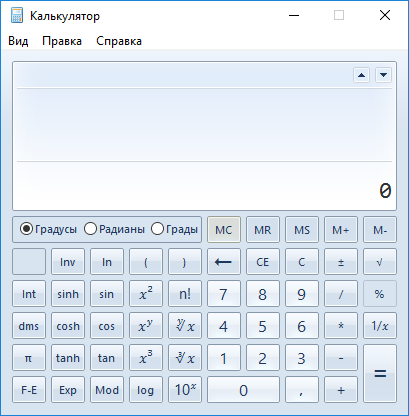 Калькулятор
Вид Правка Справка
0
Градусы Радианы Грады MC MR MS M+ M-
Inv ln ( ) ← CE C ± √
Int sinh sin x² n! 7 8 9 / %
dms cosh cos xʸ ʸ√x 4 5 6 * 1/x
π tanh tan x³ ³√x 1 2 3 - =
F-E Exp Mod log 10ˣ 0 , +